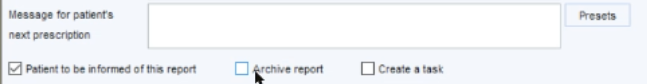 Message for patient's
next prescription
Presets
Patient to be informed of this report
Archive report
Create a task